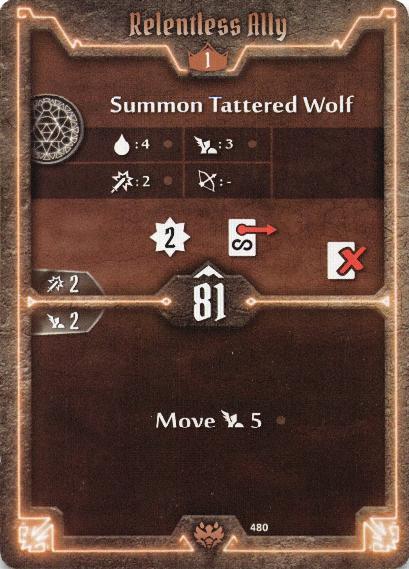 Relentless Ally
1
Summon Tattered Wolf
:4 :3
:2 :-
2
2
81
2
Move 5
480